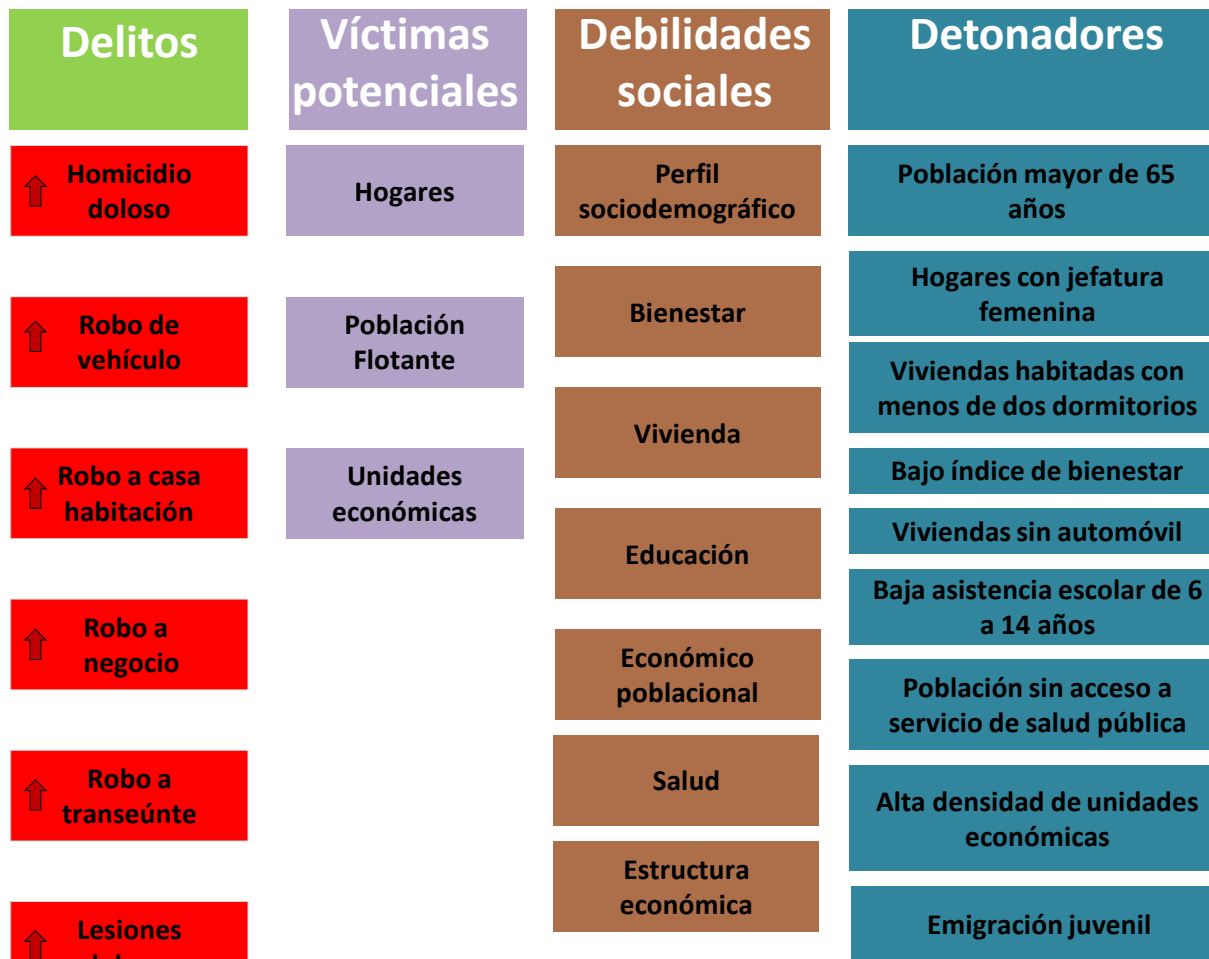 Delitos
Homicidio
doloso
Robo de
vehículo
Robo a casa
habitación
Robo a
negocio
Robo a
transeúnte
Lesiones
Víctimas
potenciales
Hogares
Población
Flotante
Unidades
económicas
Debilidades
sociales
Perfil
sociodemográfico
Bienestar
Vivienda
Educación
Económico
poblacional
Salud
Estructura
económica
Detonadores
Población mayor de 65
años
Hogares con jefatura
femenina
Viviendas habitadas con
menos de dos dormitorios
Bajo índice de bienestar
Viviendas sin automóvil
Baja asistencia escolar de 6
a 14 años
Población sin acceso a
servicio de salud pública
Alta densidad de unidades
económicas
Emigración juvenil